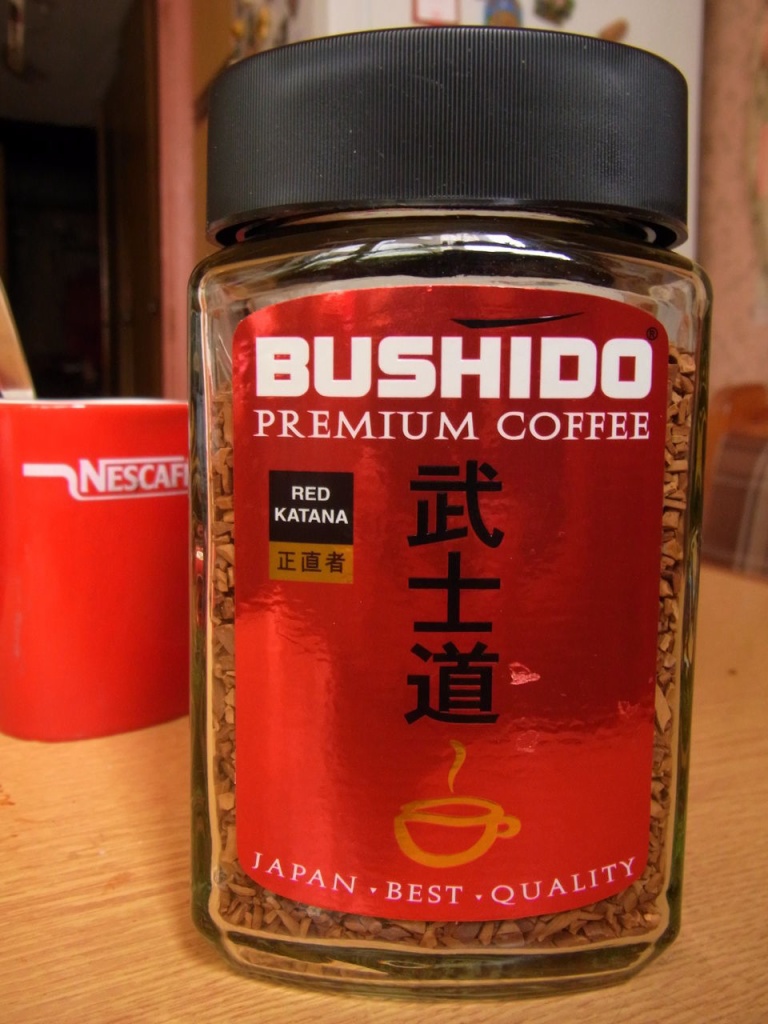 BUSHIDO®
PREMIUM COFFEE
RED
KATANA
正直者
武
士
道
JAPAN ▾ BEST ▾ QUALITY
NESCAF